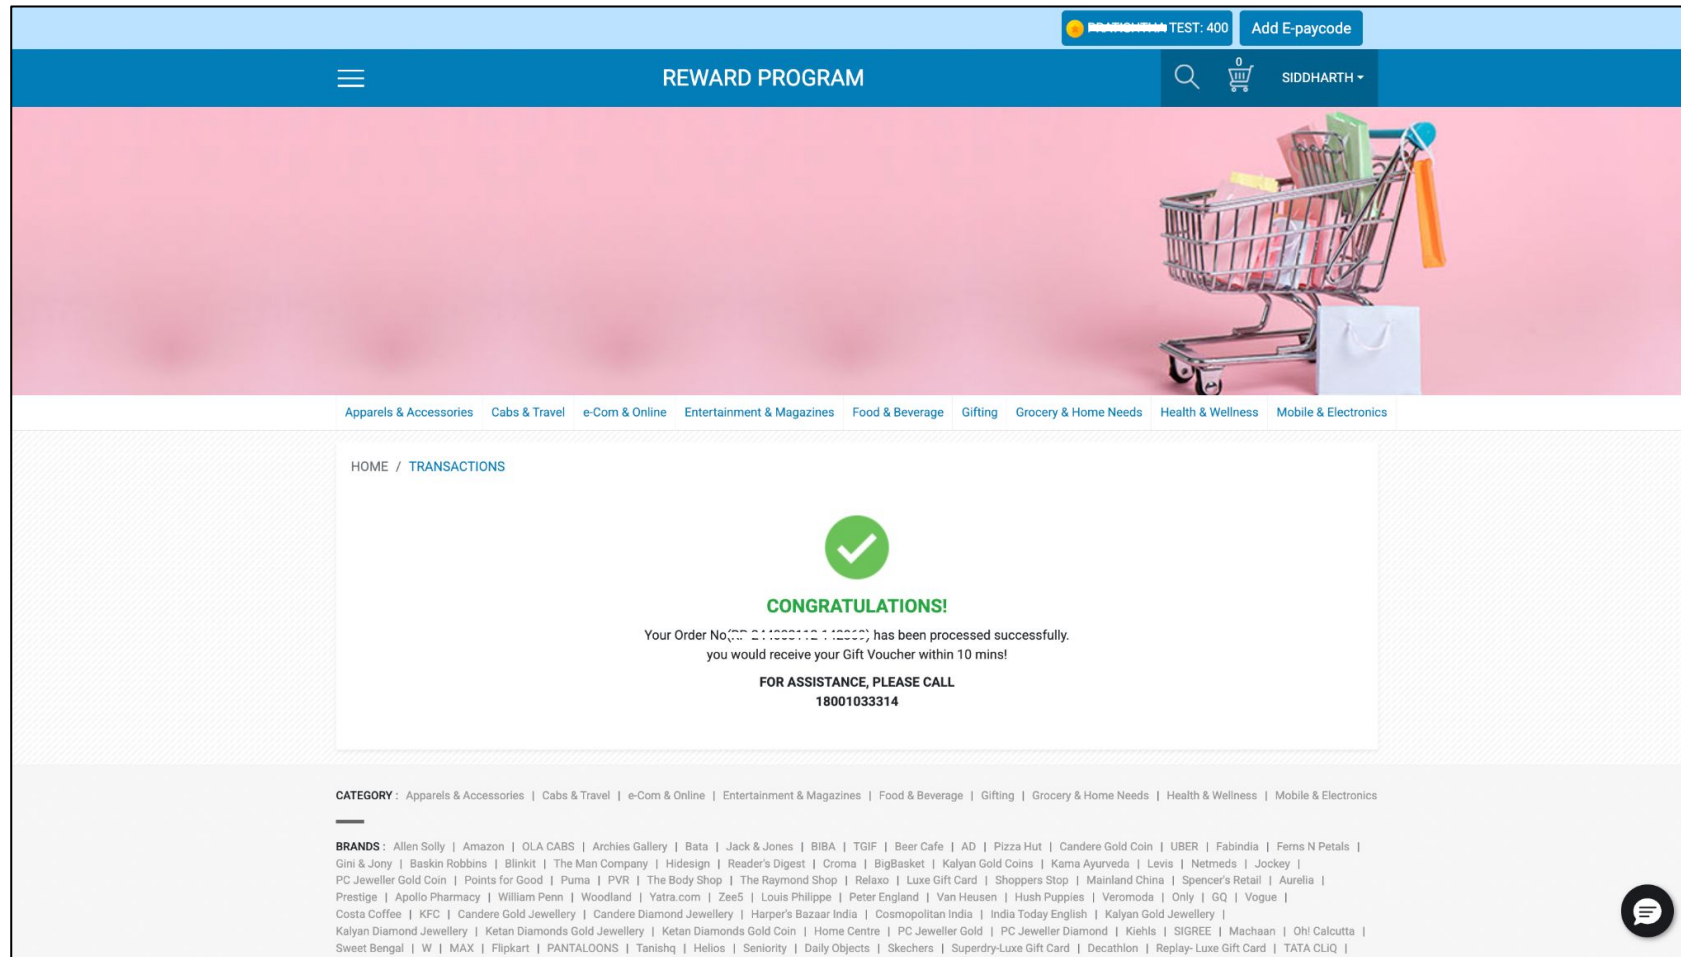 TEST: 400
Add E-paycode
REWARD PROGRAM
0
SIDDHARTH
Apparels & Accessories Cabs & Travel e-Com & Online Entertainment & Magazines Food & Beverage Gifting Grocery & Home Needs Health & Wellness Mobile & Electronics
HOME / TRANSACTIONS
CONGRATULATIONS!
Your Order No( ) has been processed successfully.
you would receive your Gift Voucher within 10 mins!
FOR ASSISTANCE, PLEASE CALL
18001033314
CATEGORY : Apparels & Accessories | Cabs & Travel | e-Com & Online | Entertainment & Magazines | Food & Beverage | Gifting | Grocery & Home Needs | Health & Wellness | Mobile & Electronics
BRANDS : Allen Solly | Amazon | OLA CABS | Archies Gallery | Bata | Jack & Jones | BIBA | TGIF | Beer Cafe | AD | Pizza Hut | Candere Gold Coin | UBER | Fabindia | Ferns N Petals |
Gini & Jony | Baskin Robbins | Blinkit | The Man Company | Hidesign | Reader's Digest | Croma | BigBasket | Kalyan Gold Coins | Kama Ayurveda | Levis | Netmeds | Jockey |
PC Jeweller Gold Coin | Points for Good | Puma | PVR | The Body Shop | The Raymond Shop | Relaxo | Luxe Gift Card | Shoppers Stop | Mainland China | Spencer's Retail | Aurelia |
Prestige | Apollo Pharmacy | William Penn | Woodland | Yatra.com | Zee5 | Louis Philippe | Peter England | Van Heusen | Hush Puppies | Veromoda | Only | GQ | Vogue |
Costa Coffee | KFC | Candere Gold Jewellery | Candere Diamond Jewellery | Harper's Bazaar India | Cosmopolitan India | India Today English | Kalyan Gold Jewellery |
Kalyan Diamond Jewellery | Ketan Diamonds Gold Jewellery | Ketan Diamonds Gold Coin | Home Centre | PC Jeweller Gold | PC Jeweller Diamond | Kiehls | SIGREE | Machaan | Oh! Calcutta |
Sweet Bengal | W | MAX | Flipkart | PANTALOONS | Tanishq | Helios | Seniority | Daily Objects | Skechers | Superdry-Luxe Gift Card | Decathlon | Replay- Luxe Gift Card | TATA CLiQ |